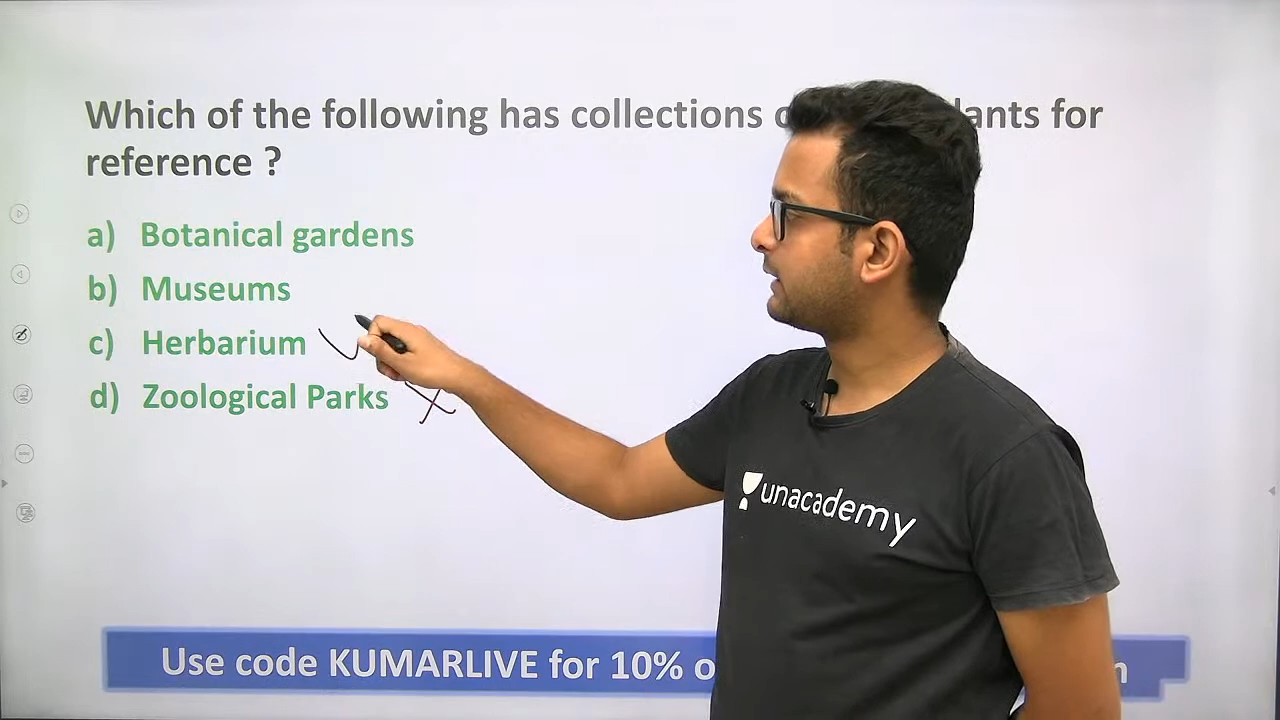 Which of the following has collections for
reference ?
a) Botanical gardens
b) Museums
c) Herbarium
d) Zoological Parks
unacademy
Use code KUMARLIVE for 10%